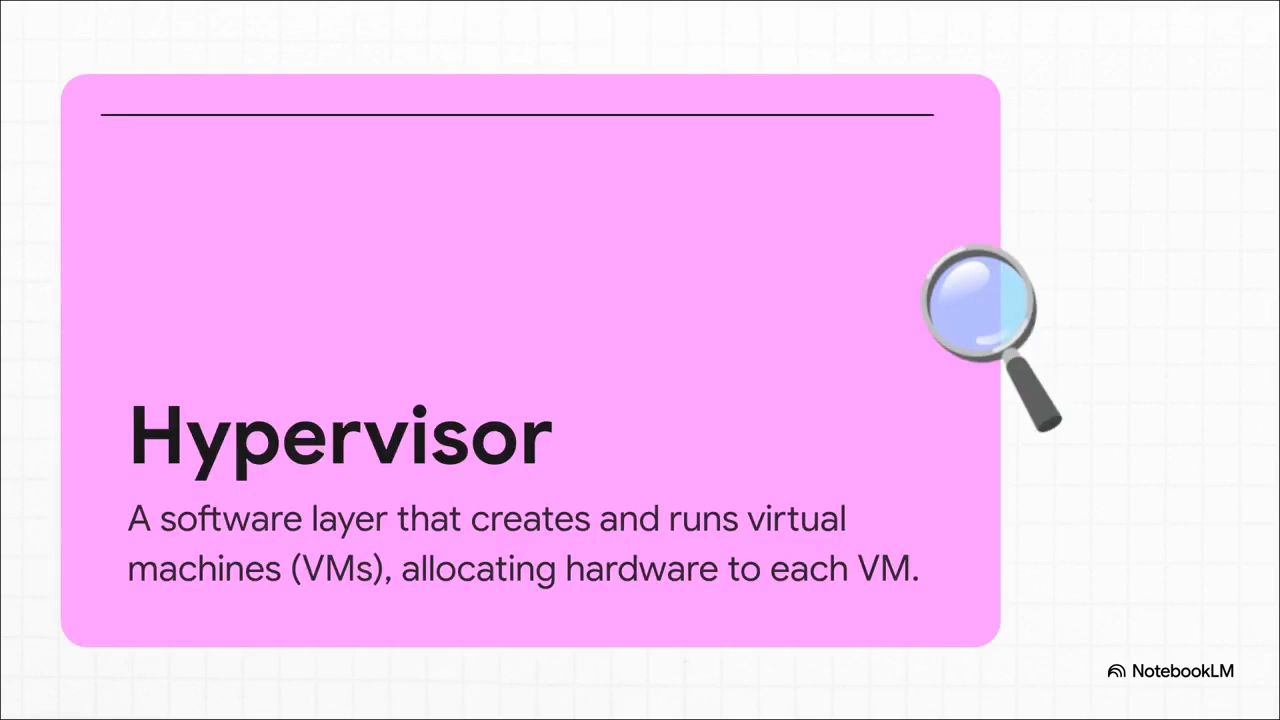 Hypervisor
A software layer that creates and runs virtual
machines (VMs), allocating hardware to each VM.
NotebookLM